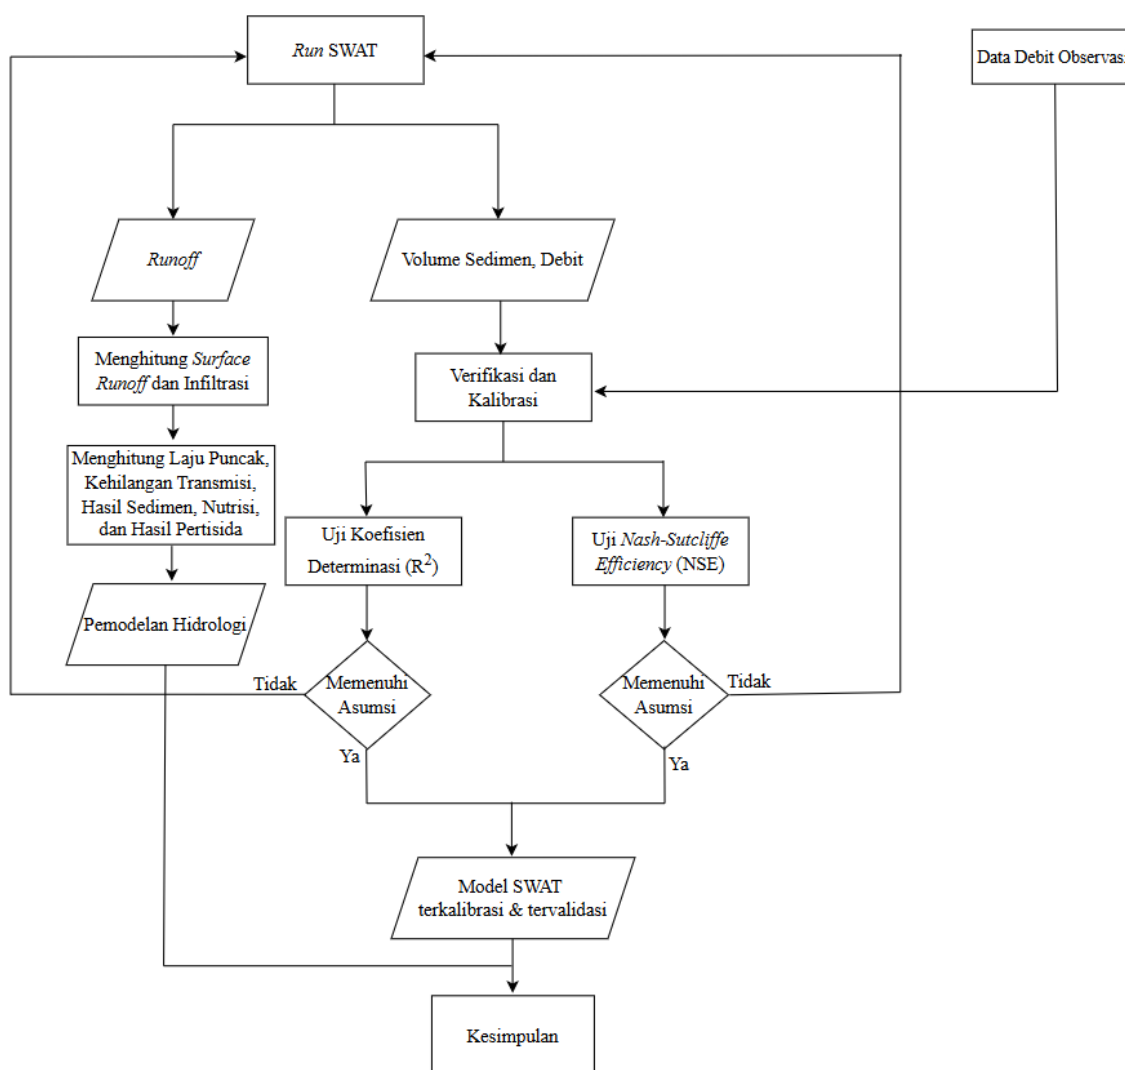 Run SWAT
Data Debit Observasi
Runoff
Volume Sedimen, Debit
Menghitung Surface
Runoff dan Infiltrasi
Verifikasi dan
Kalibrasi
Menghitung Laju Puncak,
Kehilangan Transmisi,
Hasil Sedimen, Nutrisi,
dan Hasil Pertisida
Uji Koefisien
Determinasi (R²)
Uji Nash-Sutcliffe
Efficiency (NSE)
Pemodelan Hidrologi
Tidak
Memenuhi
Asumsi
Ya
Memenuhi
Asumsi
Tidak
Ya
Model SWAT
terkalibrasi & tervalidasi
Kesimpulan